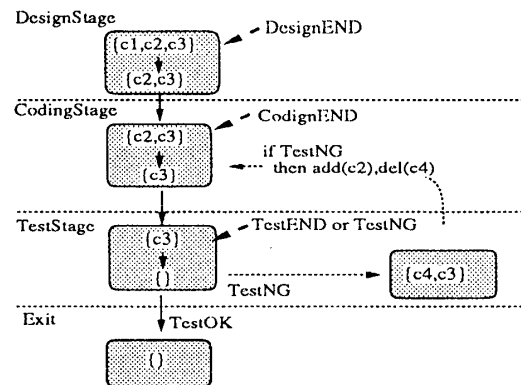 DesignStage
{c1,c2,c3}
DesignEND
{c2,c3}
CodingStage
{c2,c3}
CodignEND
{c3}
if TestNG
then add(c2),del(c4)
TestStage
{c3}
TestEND or TestNG
{}
{c4,c3}
TestNG
Exit
TestOK
{}